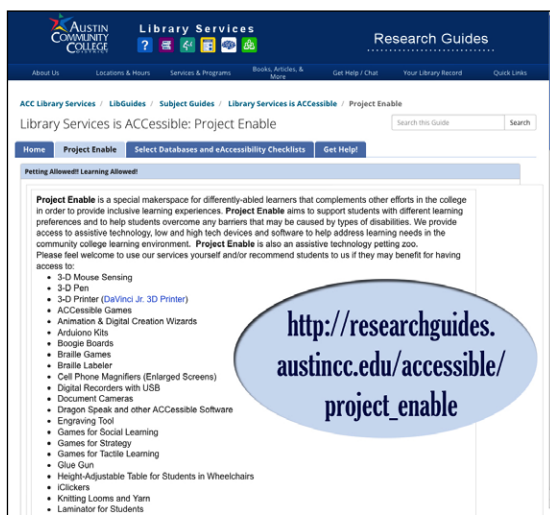 AUSTIN
COMMUNITY
COLLEGE
DISTRICT
Library Services
Research Guides
About Us Locations & Hours Services & Programs Books, Articles, & More Get Help / Chat Your Library Record Quick Links
ACC Library Services / LibGuides / Subject Guides / Library Services is ACCessible / Project Enable
Library Services is ACCessible: Project Enable
Search this Guide Search
Home Project Enable Select Databases and eAccessibility Checklists Get Help!
Petting Allowed!! Learning Allowed!
Project Enable is a special makerspace for differently-abled learners that complements other efforts in the college
in order to provide inclusive learning experiences. Project Enable aims to support students with different learning
preferences and to help students overcome any barriers that may be caused by types of disabilities. We provide
access to assistive technology, low and high tech devices and software to help address learning needs in the
community college learning environment. Project Enable is also an assistive technology petting zoo.
Please feel welcome to use our services yourself and/or recommend students to us if they may benefit for having
access to:
• 3-D Mouse Sensing
• 3-D Pen
• 3-D Printer (DaVinci Jr. 3D Printer)
• ACCessible Games
• Animation & Digital Creation Wizards
• Arduiono Kits
• Boogie Boards
• Braille Games
• Braille Labeler
• Cell Phone Magnifiers (Enlarged Screens)
• Digital Recorders with USB
• Document Cameras
• Dragon Speak and other ACCessible Software
• Engraving Tool
• Games for Social Learning
• Games for Strategy
• Games for Tactile Learning
• Glue Gun
• Height-Adjustable Table for Students in Wheelchairs
• iClickers
• Knitting Looms and Yarn
• Laminator for Students
http://researchguides.
austincc.edu/accessible/
project_enable